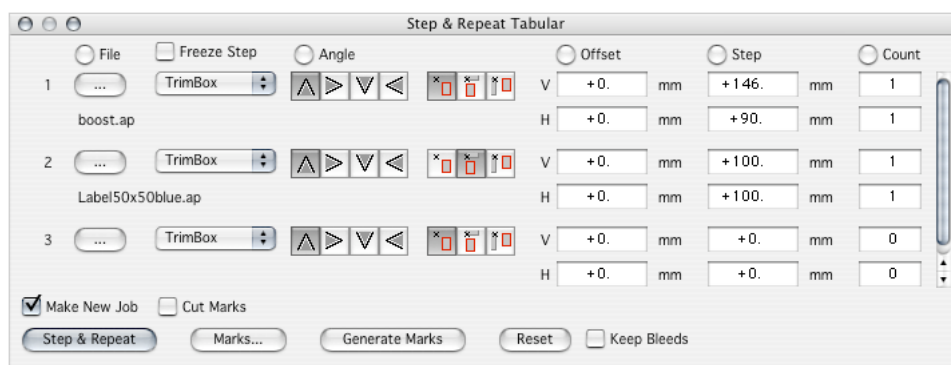 Step & Repeat Tabular
File Freeze Step Angle Offset Step Count
1 ... TrimBox V +0. mm +146. mm 1
boost.ap H +0. mm +90. mm 1
2 ... TrimBox V +0. mm +100. mm 1
Label50x50blue.ap H +0. mm +100. mm 1
3 ... TrimBox V +0. mm +0. mm 0
H +0. mm +0. mm 0
Make New Job Cut Marks
Step & Repeat Marks... Generate Marks Reset Keep Bleeds